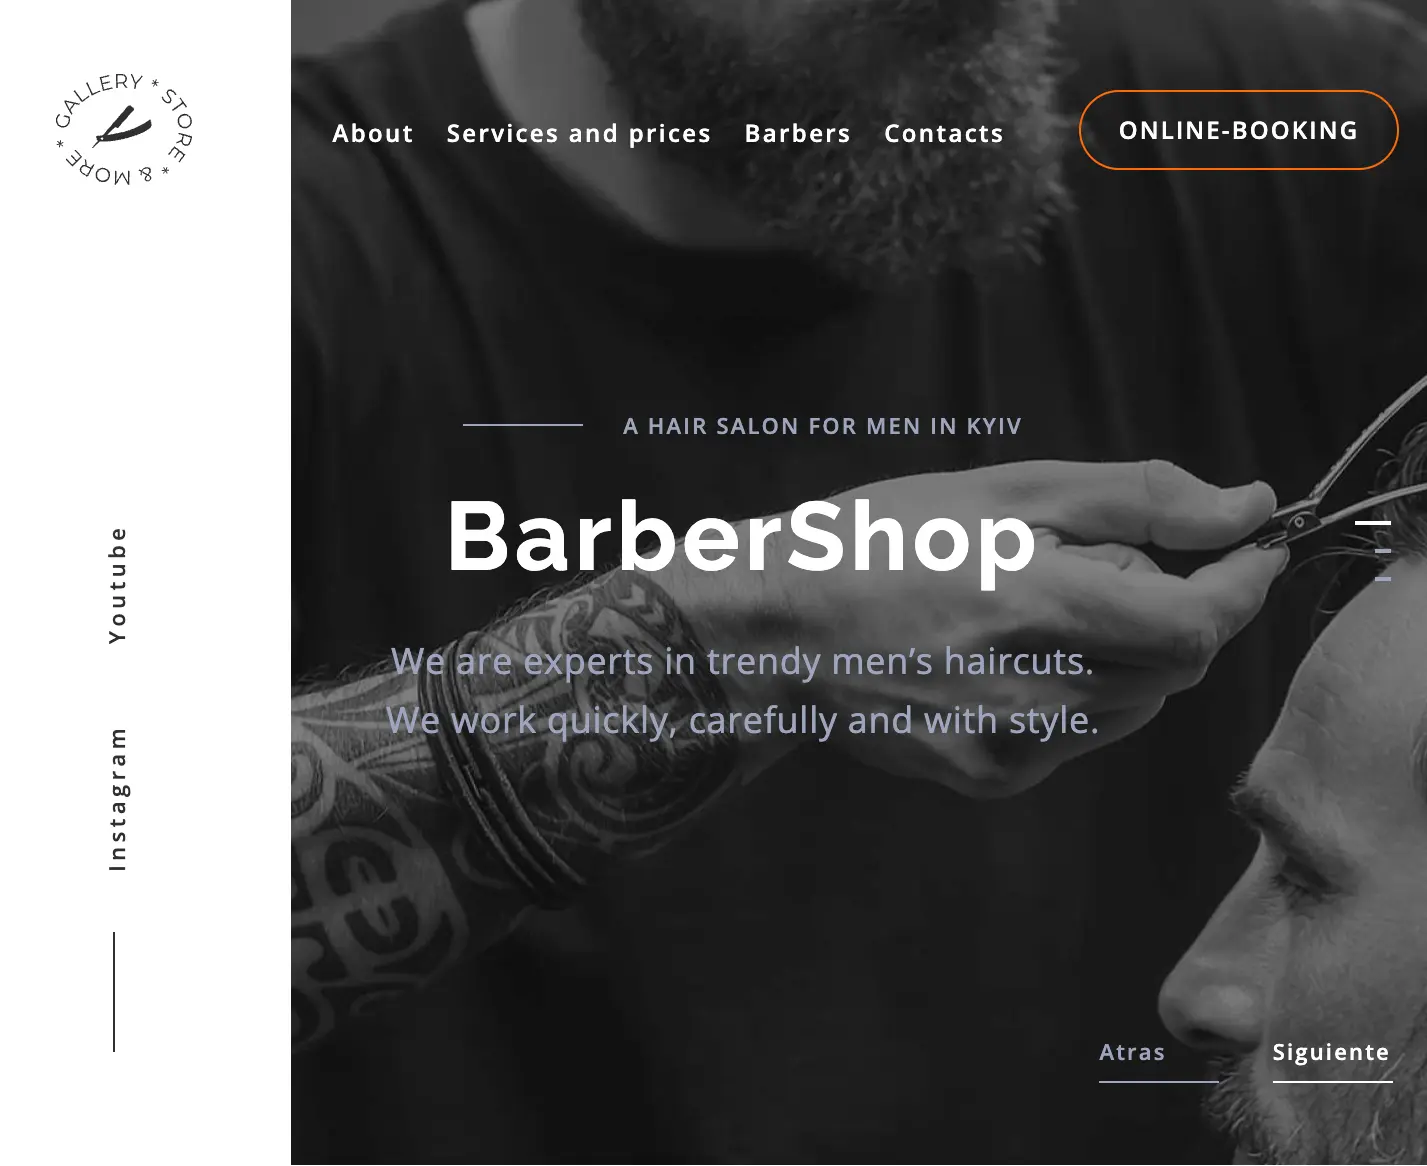 GALLERY * STORE * & MORE *
About Services and prices Barbers Contacts ONLINE-BOOKING
A HAIR SALON FOR MEN IN KYIV
BarberShop
We are experts in trendy men’s haircuts.
We work quickly, carefully and with style.
Youtube
Instagram
Atras Siguiente